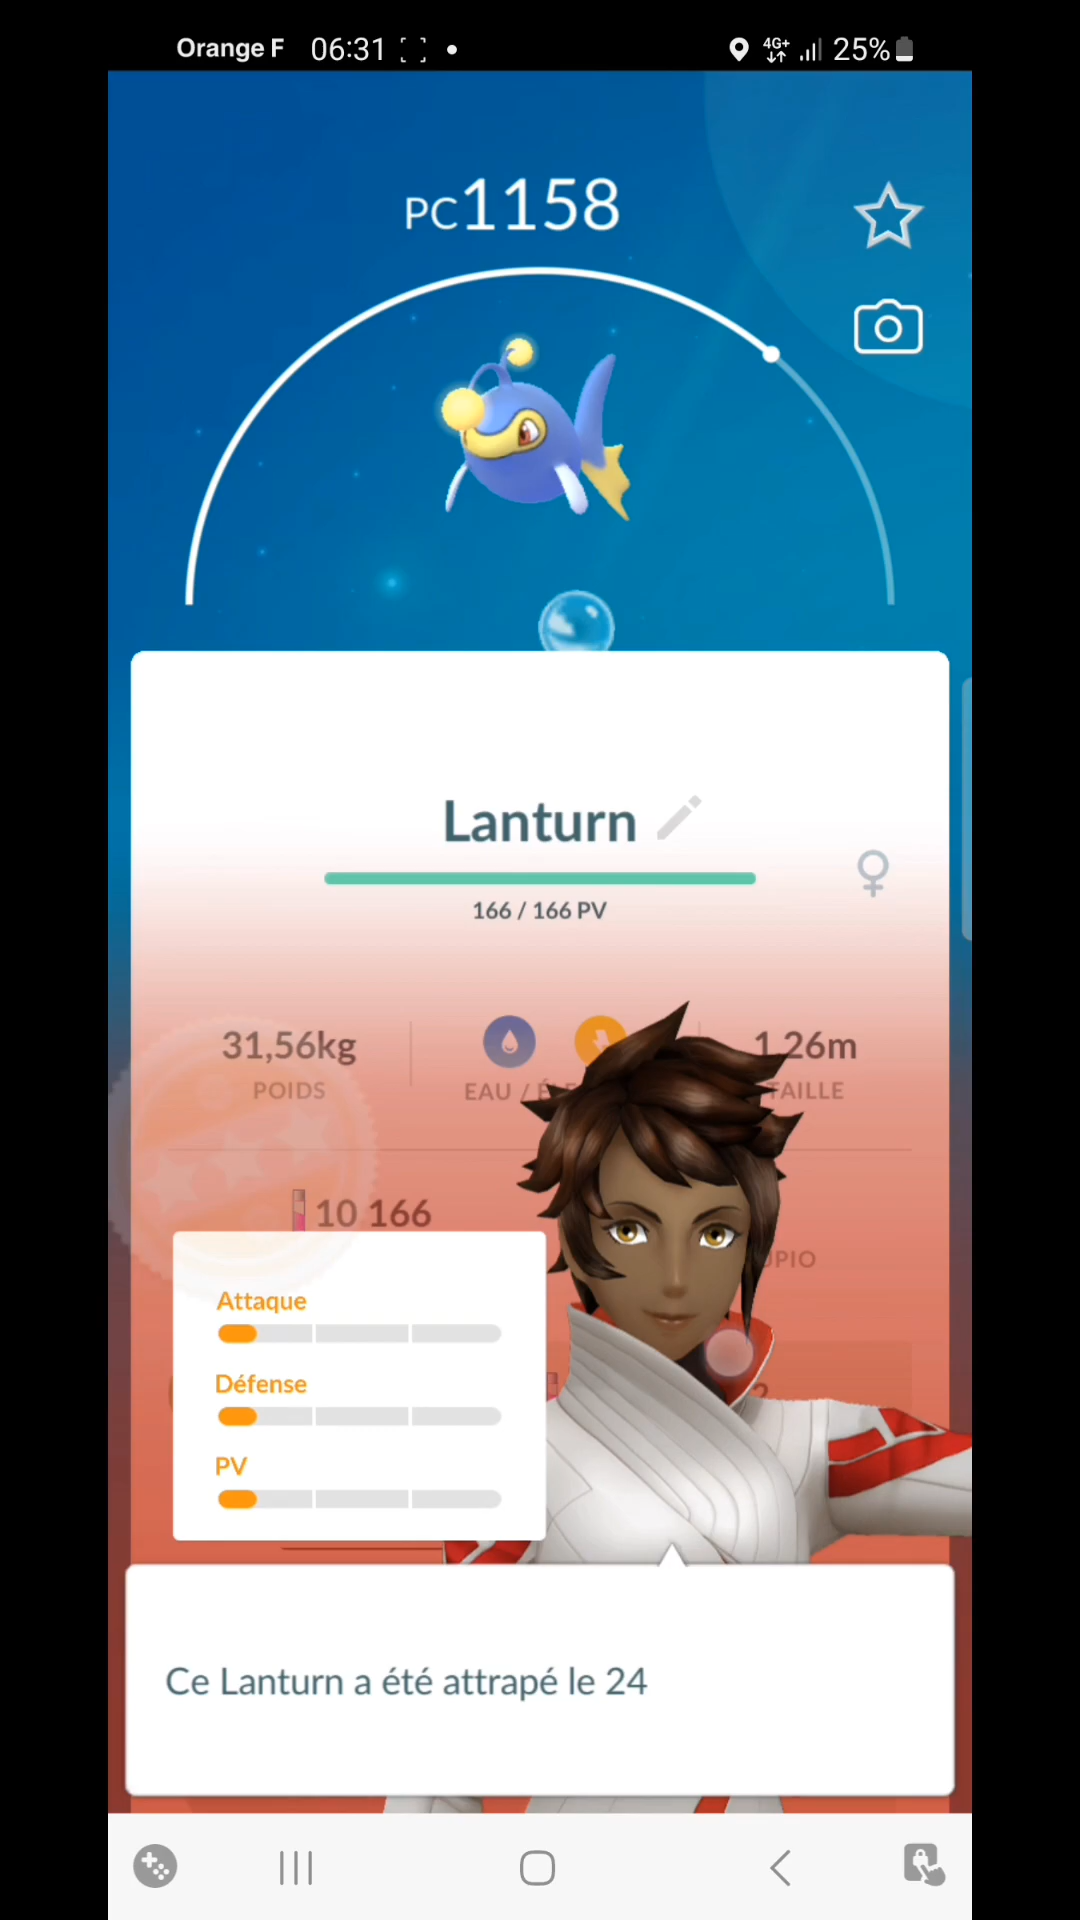 Orange F 06:31 4G+ 25%
PC1158
Lanturn
166 / 166 PV
31,56kg
1,26m
POIDS
EAU /
TAILLE
10 166
Attaque
Défense
PV
Ce Lanturn a été attrapé le 24